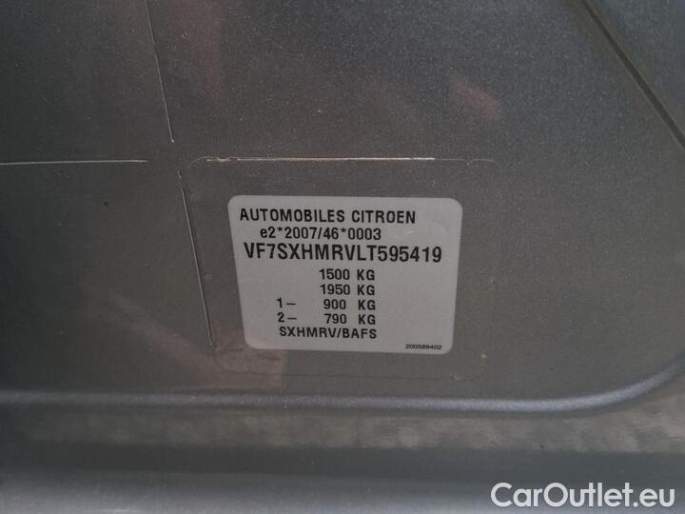 AUTOMOBILES CITROEN
e2*2007/46*0003
VF7SXHMRVLT595419
1500 KG
1950 KG
1- 900 KG
2- 790 KG
SXHMRV/BAFS
CarOutlet.eu